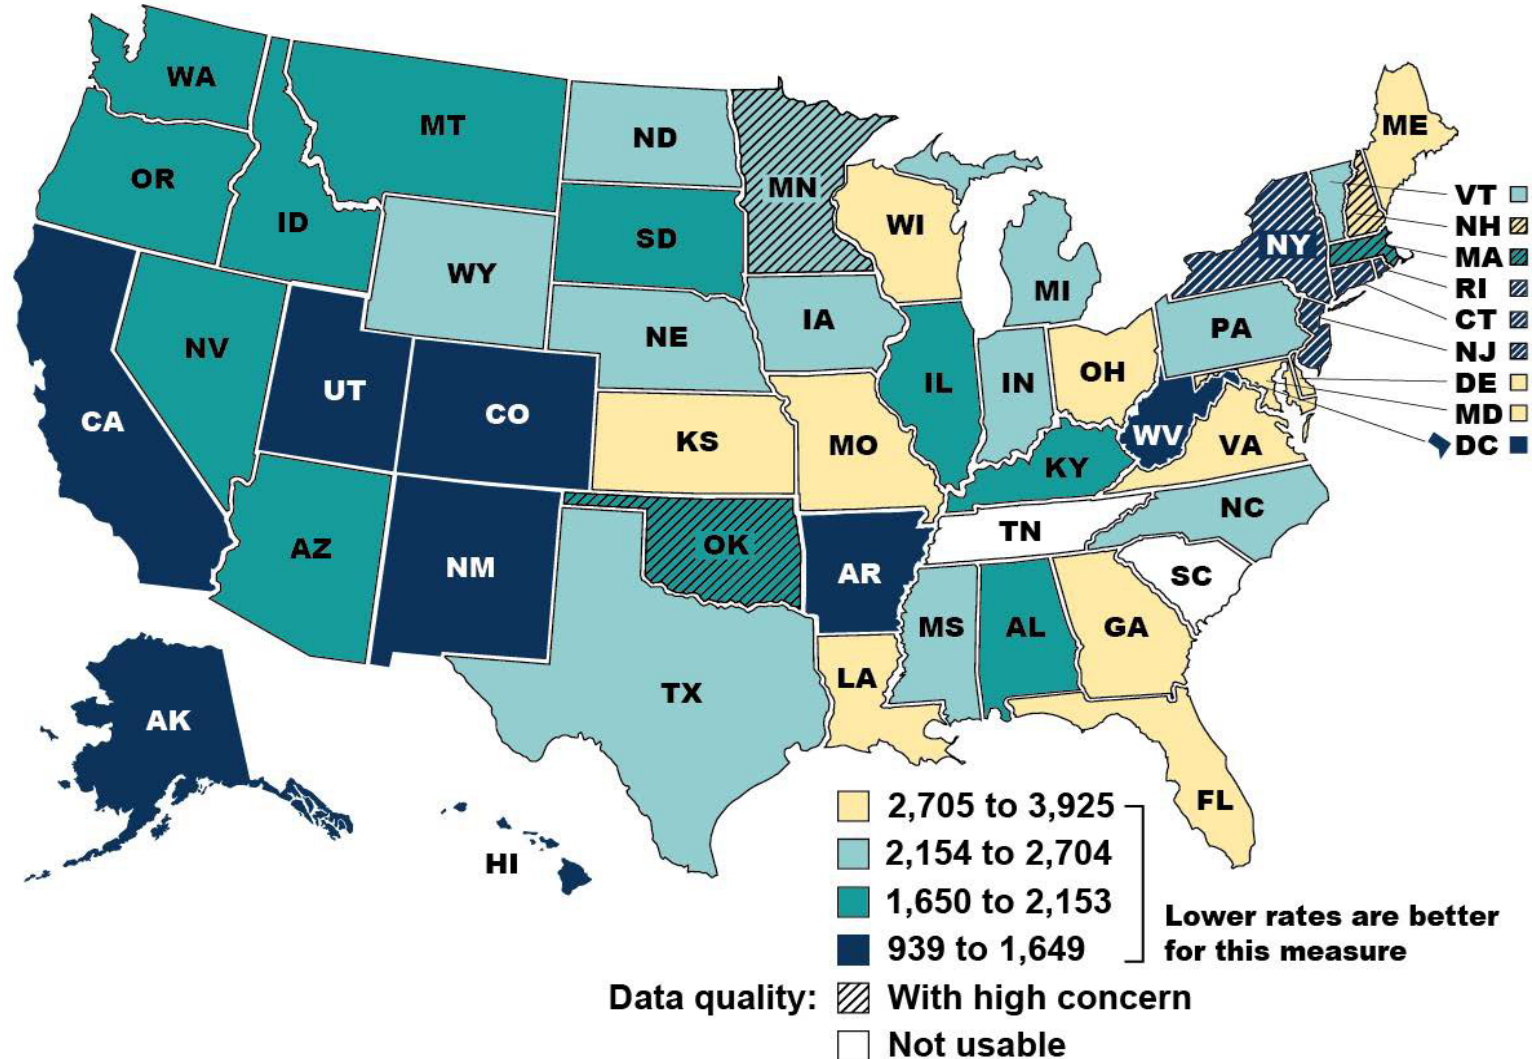 WA
MT
ND
MN
ME
OR
ID
SD
WI
VT
NH
NY
MA
WY
MI
RI
IA
CT
NE
PA
NJ
NV
UT
IL
IN
OH
DE
CA
CO
MD
KS
MO
WV
VA
DC
KY
AZ
OK
TN
NC
NM
AR
SC
MS
AL
GA
TX
LA
AK
FL
HI
2,705 to 3,925
2,154 to 2,704
1,650 to 2,153
939 to 1,649
Lower rates are better
for this measure
Data quality:
With high concern
Not usable